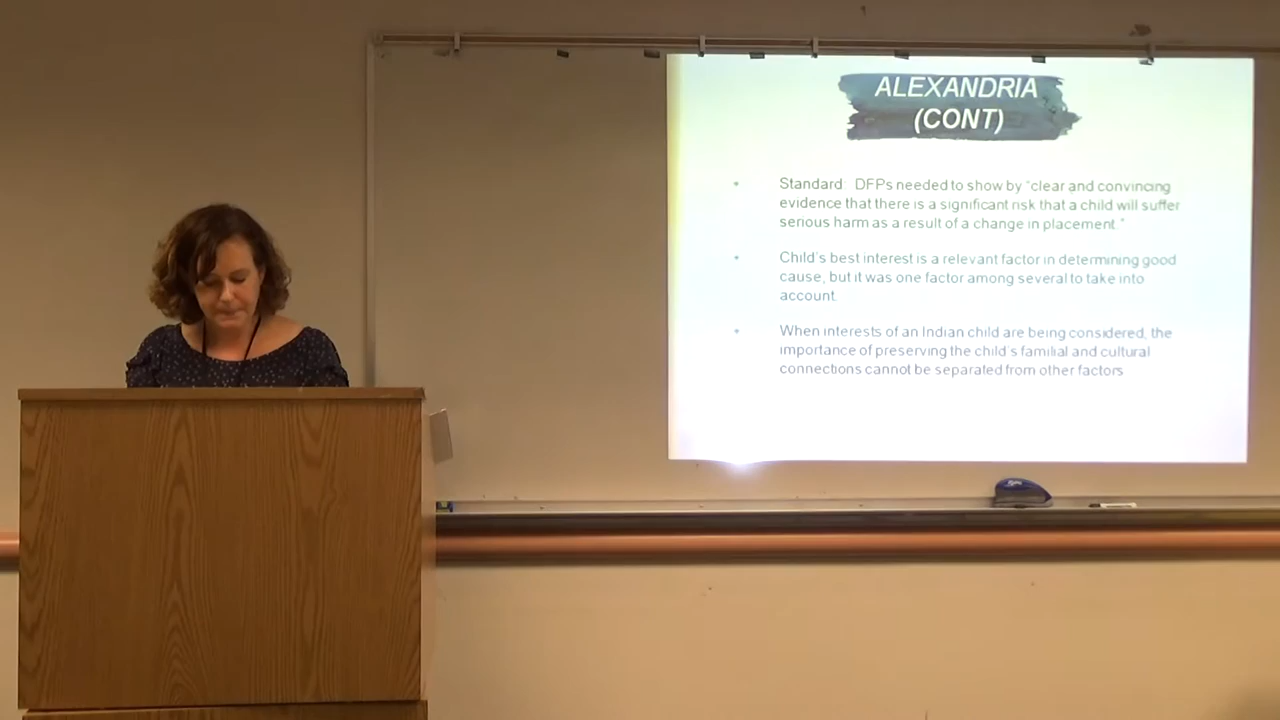 ALEXANDRIA
(CONT)
• Standard: DFPs needed to show by "clear and convincing
evidence that there is a significant risk that a child will suffer
serious harm as a result of a change in placement."
• Child's best interest is a relevant factor in determining good
cause, but it was one factor among several to take into
account.
• When interests of an Indian child are being considered, the
importance of preserving the child's familial and cultural
connections cannot be separated from other factors